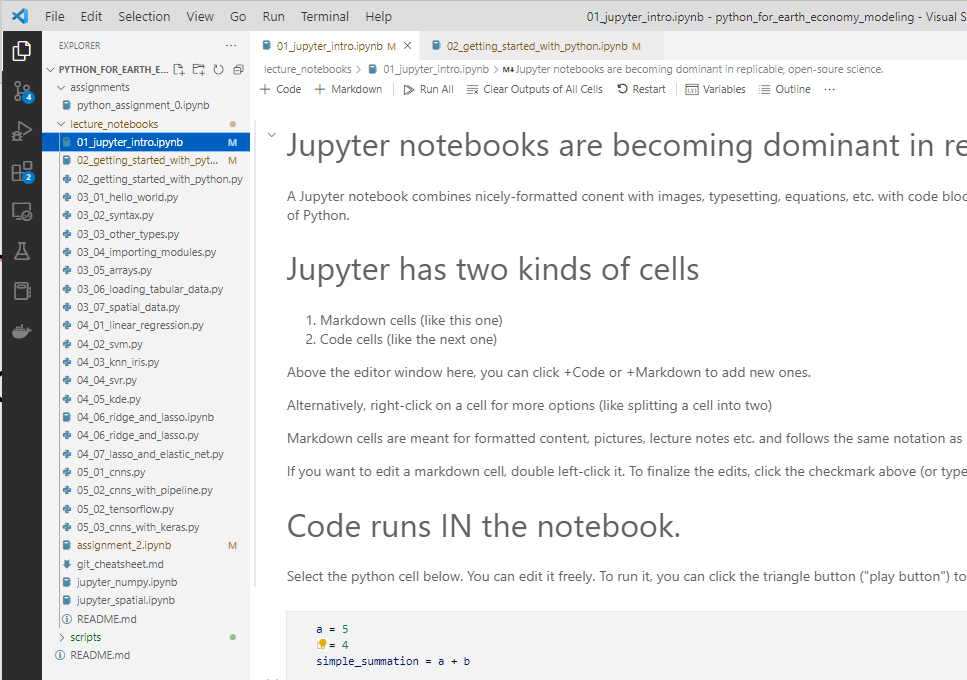 File Edit Selection View Go Run Terminal Help 01_jupyter_intro.ipynb - python_for_earth_economy_modeling - Visual S
EXPLORER
PYTHON_FOR_EARTH_E...
assignments
python_assignment_0.ipynb
lecture_notebooks
01_jupyter_intro.ipynb M
02_getting_started_with_pyt... M
02_getting_started_with_python.py
03_01_hello_world.py
03_02_syntax.py
03_03_other_types.py
03_04_importing_modules.py
03_05_arrays.py
03_06_loading_tabular_data.py
03_07_spatial_data.py
04_01_linear_regression.py
04_02_svm.py
04_03_knn_iris.py
04_04_svr.py
04_05_kde.py
04_06_ridge_and_lasso.ipynb
04_06_ridge_and_lasso.py
04_07_lasso_and_elastic_net.py
05_01_cnns.py
05_02_cnns_with_pipeline.py
05_02_tensorflow.py
05_03_cnns_with_keras.py
assignment_2.ipynb M
git_cheatsheet.md
jupyter_numpy.ipynb
jupyter_spatial.ipynb
README.md
scripts
README.md
4
2
01_jupyter_intro.ipynb M 02_getting_started_with_python.ipynb M
lecture_notebooks > 01_jupyter_intro.ipynb > M↓ Jupyter notebooks are becoming dominant in replicable, open-soure science.
+ Code + Markdown Run All Clear Outputs of All Cells Restart Variables Outline ...
Jupyter notebooks are becoming dominant in re
A Jupyter notebook combines nicely-formatted conent with images, typesetting, equations, etc. with code bloc
of Python.
Jupyter has two kinds of cells
1. Markdown cells (like this one)
2. Code cells (like the next one)
Above the editor window here, you can click +Code or +Markdown to add new ones.
Alternatively, right-click on a cell for more options (like splitting a cell into two)
Markdown cells are meant for formatted content, pictures, lecture notes etc. and follows the same notation as
If you want to edit a markdown cell, double left-click it. To finalize the edits, click the checkmark above (or type
Code runs IN the notebook.
Select the python cell below. You can edit it freely. To run it, you can click the triangle button ("play button") to
a = 5
= 4
simple_summation = a + b